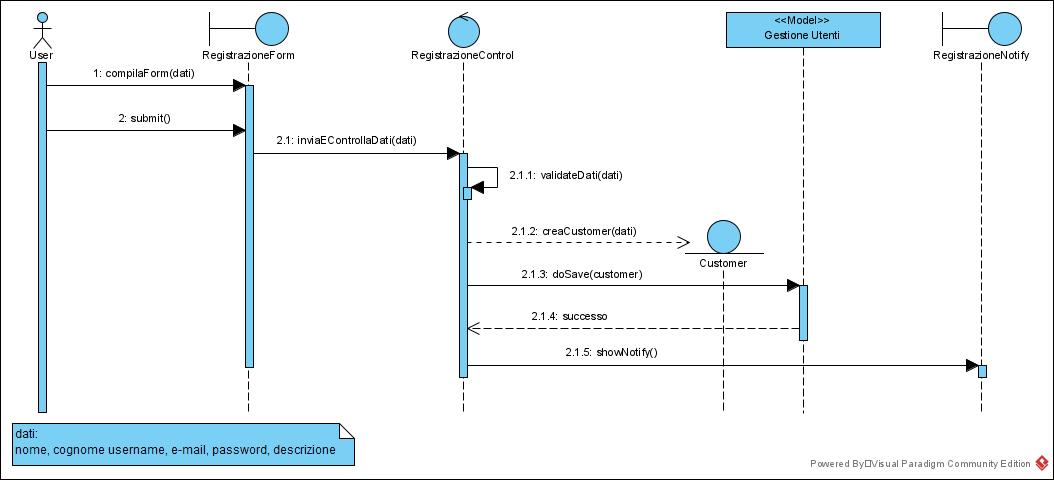 <<Model>>
Gestione Utenti
User
RegistrazioneForm
RegistrazioneControl
RegistrazioneNotify
1: compilaForm(dati)
2: submit()
2.1: inviaEControllaDati(dati)
2.1.1: validateDati(dati)
2.1.2: creaCustomer(dati)
Customer
2.1.3: doSave(customer)
2.1.4: successo
2.1.5: showNotify()
dati:
nome, cognome username, e-mail, password, descrizione
Powered By Visual Paradigm Community Edition